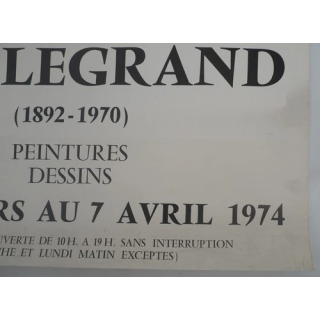 LEGRAND
(1892-1970)
PEINTURES
DESSINS
RS AU 7 AVRIL 1974
UVERTE DE 10 H. A 19 H. SANS INTERRUPTION
HE ET LUNDI MATIN EXCEPTES)